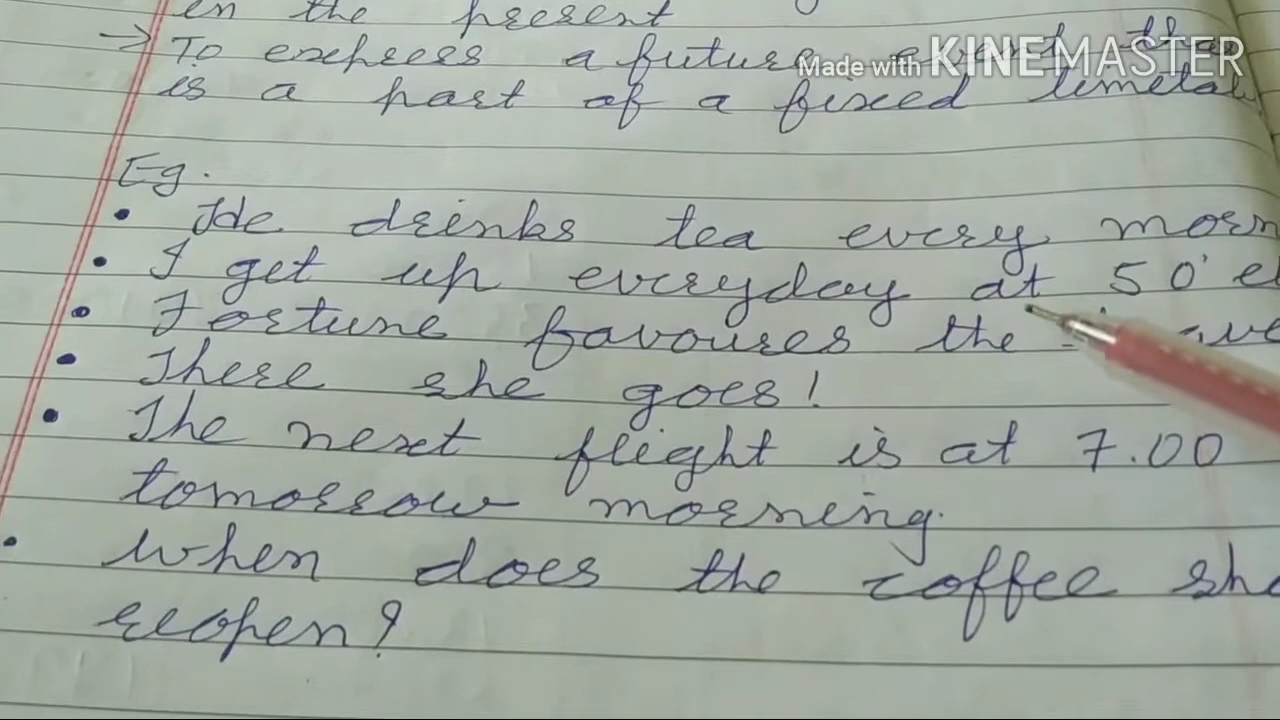 in the present
→ To express a future
Made with KINEMASTER
is a part of a fixed
Eg.
• He drinks tea every
• I get up everyday at 5 0'
• Fortune favoures the
• There she goes!
• The next flight is at 7.00
tomorrow morning.
• When does the coffee
reopen?